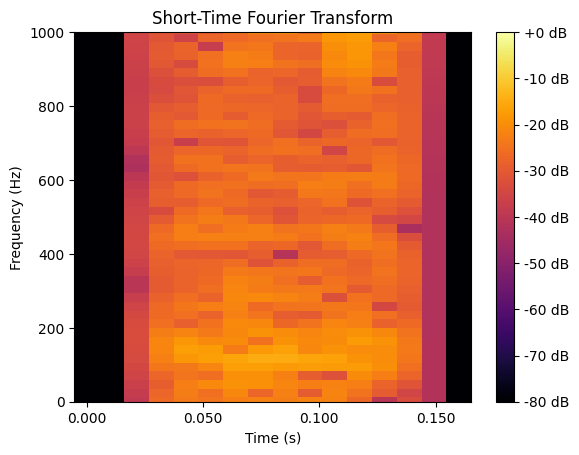 Short-Time Fourier Transform
1000
800
600
400
200
0
Frequency (Hz)
0.000
0.050
0.100
0.150
Time (s)
+0 dB
-10 dB
-20 dB
-30 dB
-40 dB
-50 dB
-60 dB
-70 dB
-80 dB